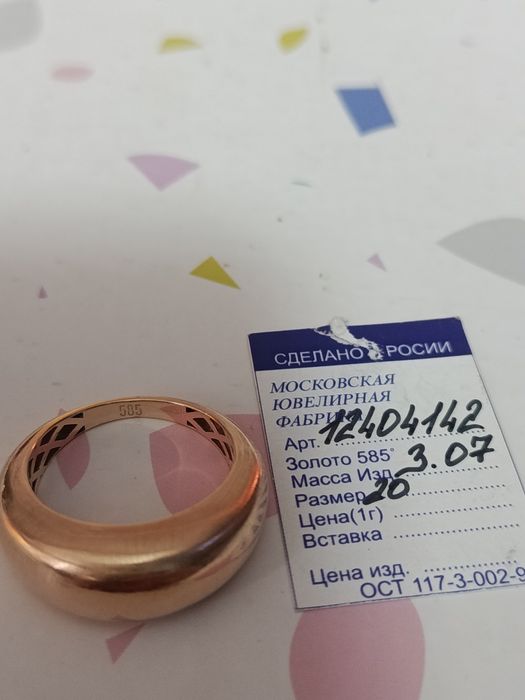 585
СДЕЛАНО РОСИИ
МОСКОВСКАЯ
ЮВЕЛИРНАЯ
ФАБРИ
Арт. 12404142
Золото 585°
Масса Изд. 3.07
Размер 20
Цена(1г)
Вставка
Цена изд.
ОСТ 117-3-002-9